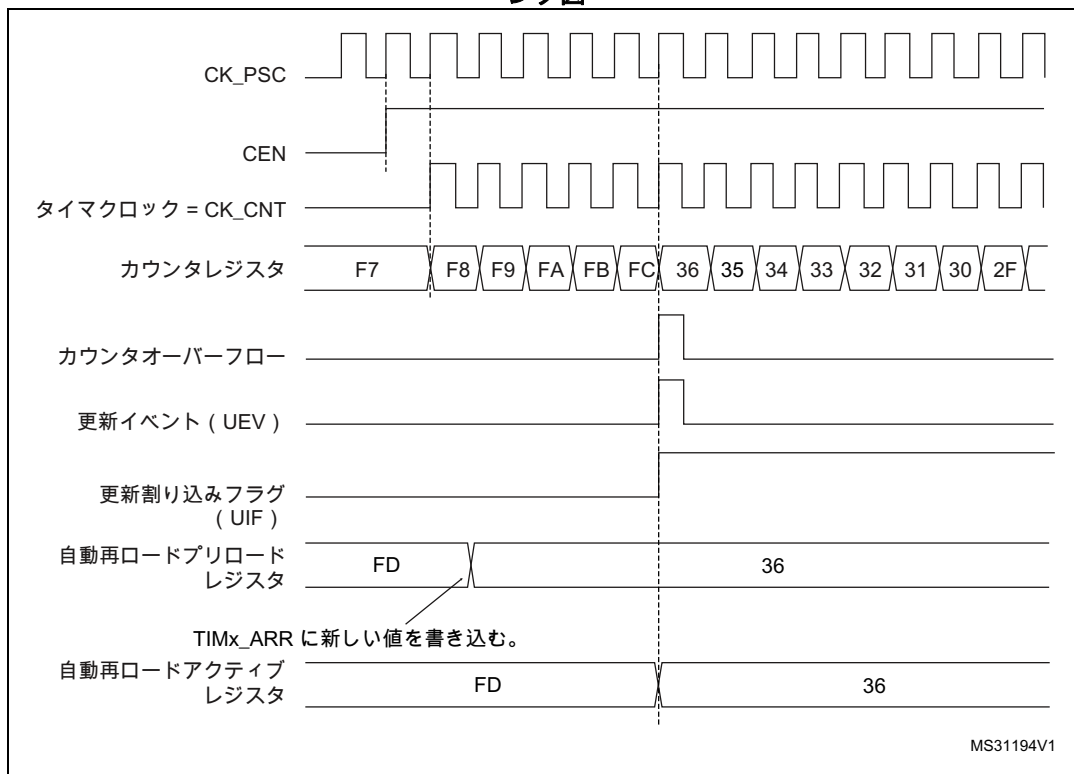 CK_PSC
CEN
タイマクロック = CK_CNT
カウンタレジスタ F7 F8 F9 FA FB FC 36 35 34 33 32 31 30 2F
カウンタオーバーフロー
更新イベント ( UEV )
更新割り込みフラグ
( UIF )
自動再ロードプリロード
レジスタ
FD 36
TIMx_ARR に新しい値を書き込む。
自動再ロードアクティブ
レジスタ
FD 36
MS31194V1